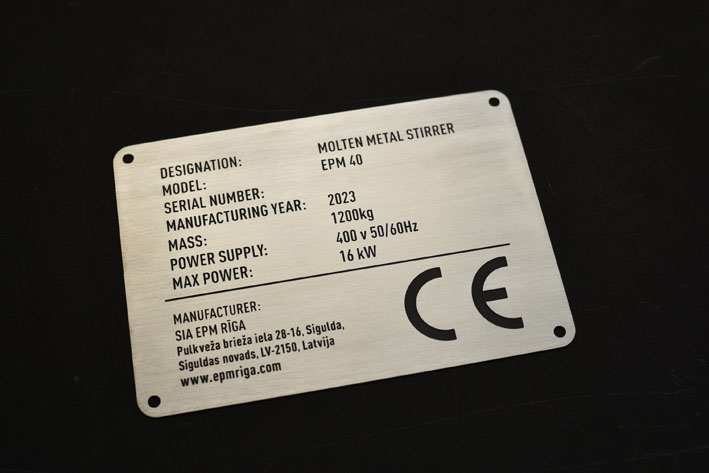 DESIGNATION: MOLTEN METAL STIRRER
MODEL: EPM 40
SERIAL NUMBER:
MANUFACTURING YEAR: 2023
MASS: 1200kg
POWER SUPPLY: 400 v 50/60Hz
MAX POWER: 16 kW
MANUFACTURER:
SIA EPM RĪGA
Pulkveža brieža iela 28-16, Sigulda,
Siguldas novads, LV-2150, Latvija
www.epmriga.com
CE